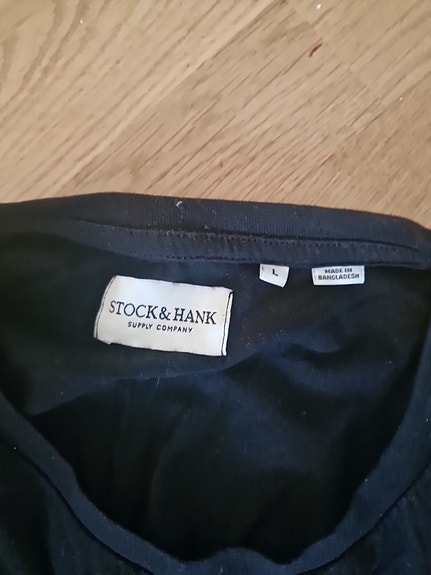 STOCK & HANK
SUPPLY COMPANY
L
MADE IN
BANGLADESH